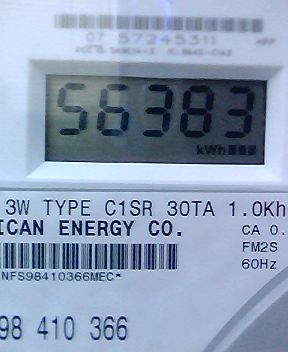 07 57245311
56383
kWh
3W TYPE C1SR 30TA 1.0Kh
ICAN ENERGY CO.
CA 0.
FM2S
NFS98410366MEC*
60Hz
98 410 366